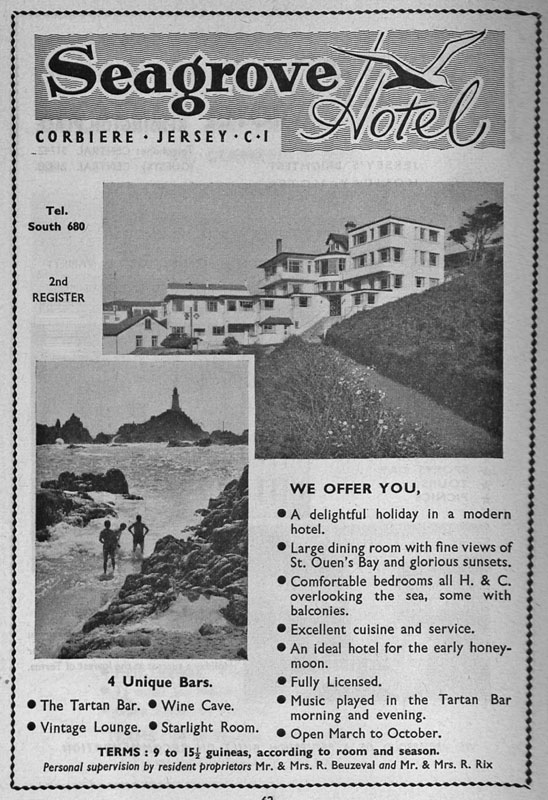 Seagrove
Hotel
CORBIERE · JERSEY · C·I
Tel.
South 680
2nd
REGISTER
WE OFFER YOU,
● A delightful holiday in a modern
hotel.
● Large dining room with fine views of
St. Ouen's Bay and glorious sunsets.
● Comfortable bedrooms all H. & C.
overlooking the sea, some with
balconies.
● Excellent cuisine and service.
● An ideal hotel for the early honey-
moon.
● Fully Licensed.
● Music played in the Tartan Bar
morning and evening.
● Open March to October.
4 Unique Bars.
● The Tartan Bar. ● Wine Cave.
● Vintage Lounge. ● Starlight Room.
TERMS : 9 to 15½ guineas, according to room and season.
Personal supervision by resident proprietors Mr. & Mrs. R. Beuzeval and Mr. & Mrs. R. Rix